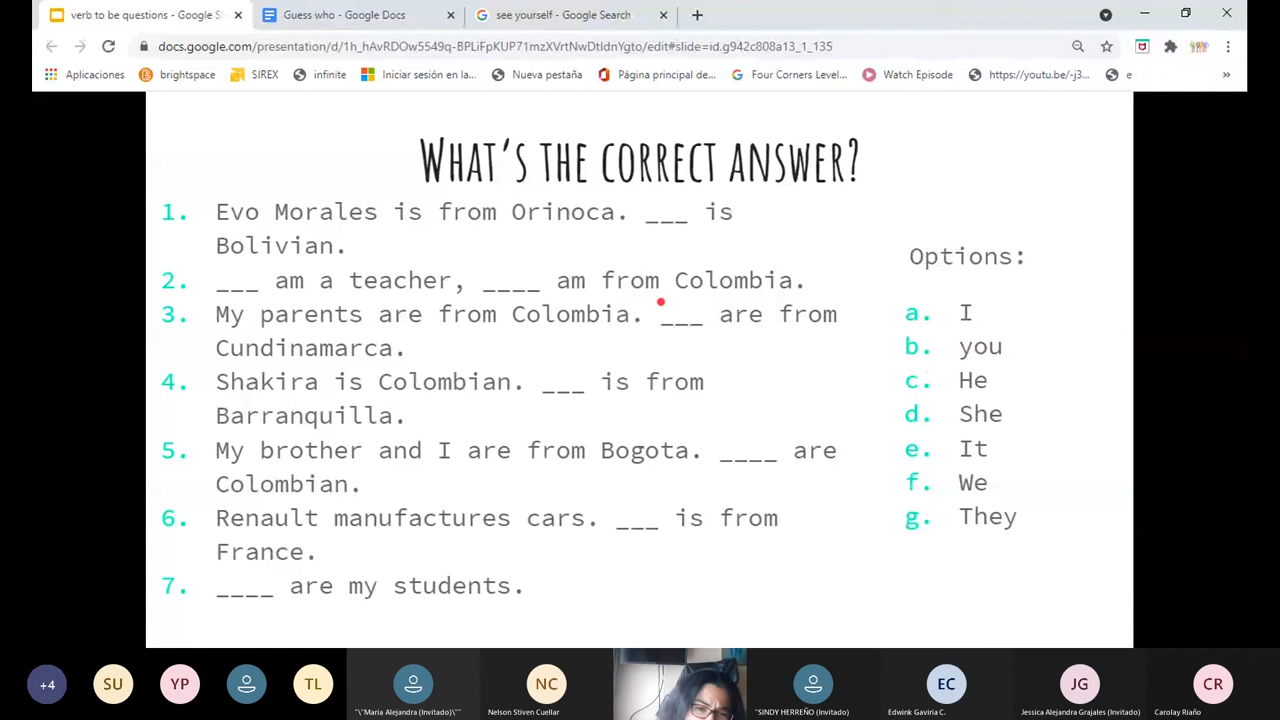 verb to be questions - Google S
Guess who - Google Docs
see yourself - Google Search
docs.google.com/presentation/d/1h_hAvRDOw5549q-BPLiFpKUP71mzXVrtNwDtIdnYgto/edit#slide=id.g942c808a13_1_135
Aplicaciones
brightspace
SIREX
infinite
Iniciar sesión en la...
Nueva pestaña
Página principal de...
Four Corners Level...
Watch Episode
https://youtu.be/-j3...
e
»
WHAT'S THE CORRECT ANSWER?
1. Evo Morales is from Orinoca. ___ is
Bolivian.
2. ___ am a teacher, ____ am from Colombia.
3. My parents are from Colombia. ___ are from
Cundinamarca.
4. Shakira is Colombian. ___ is from
Barranquilla.
5. My brother and I are from Bogota. ____ are
Colombian.
6. Renault manufactures cars. ___ is from
France.
7. ____ are my students.
Options:
a. I
b. you
c. He
d. She
e. It
f. We
g. They
+4
SU
YP
TL
\"Maria Alejandra (Invitado)\""
NC
Nelson Stiven Cuellar
"SINDY HERREÑO (Invitado)
EC
Edwink Gaviria C.
JG
Jessica Alejandra Grajales (Invitado)
CR
Carolay Riaño